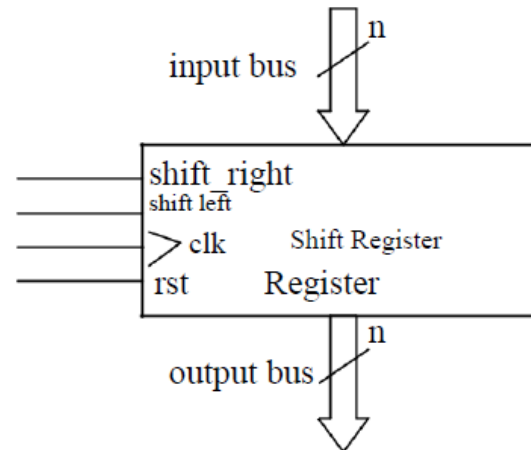 n
input bus
shift_right
shift left
clk
Shift Register
rst
Register
n
output bus